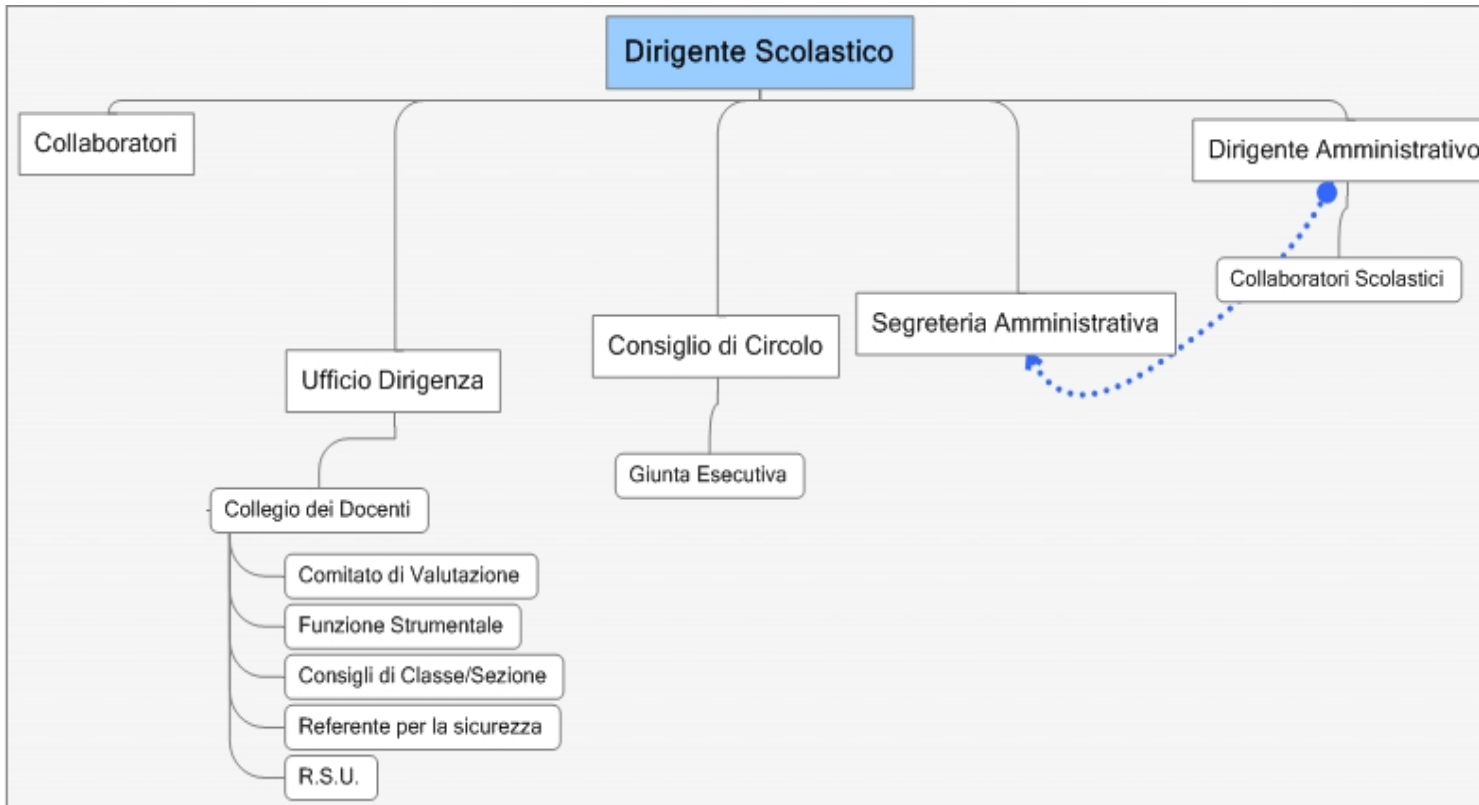 Dirigente Scolastico
Collaboratori
Dirigente Amministrativo
Collaboratori Scolastici
Segreteria Amministrativa
Consiglio di Circolo
Ufficio Dirigenza
Giunta Esecutiva
Collegio dei Docenti
Comitato di Valutazione
Funzione Strumentale
Consigli di Classe/Sezione
Referente per la sicurezza
R.S.U.